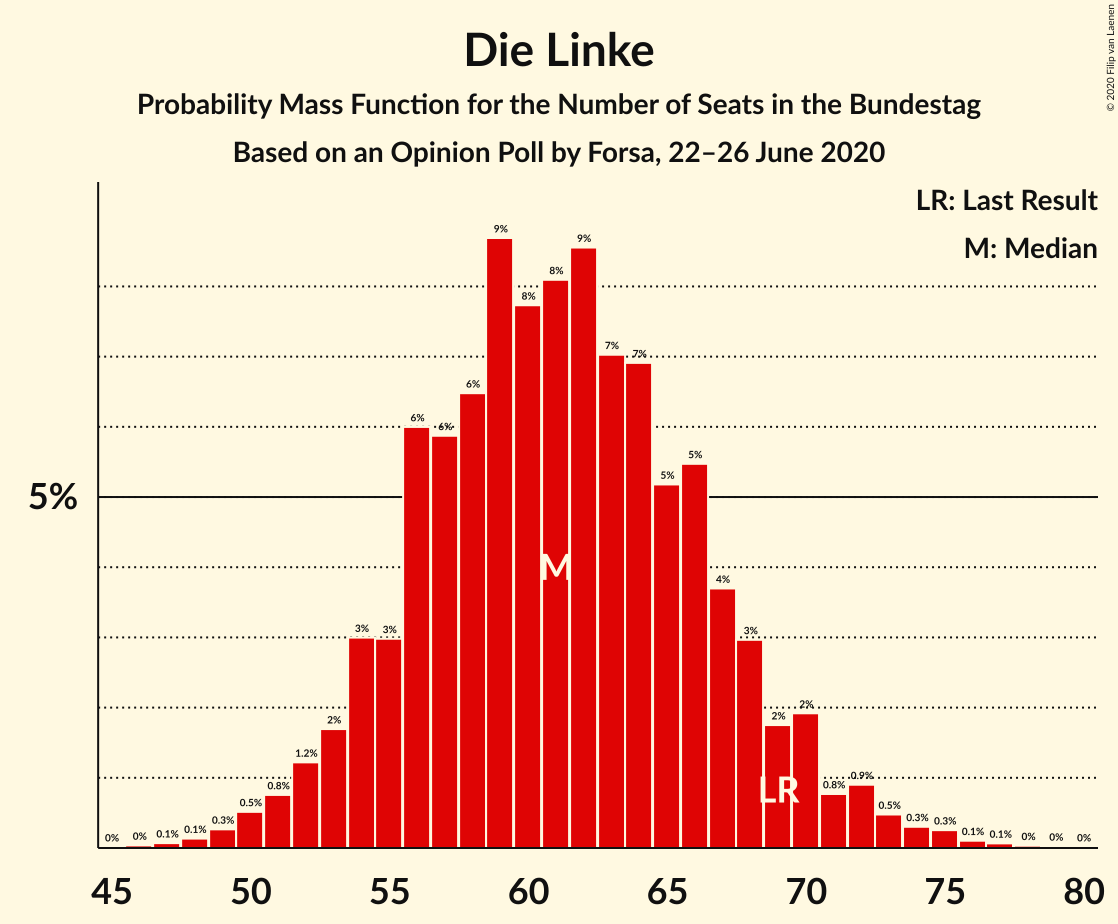 Die Linke
Probability Mass Function for the Number of Seats in the Bundestag
Based on an Opinion Poll by Forsa, 22–26 June 2020
© 2020 Filip van Laenen
LR: Last Result
M: Median
5%
0% 0% 0.1% 0.1% 0.3% 0.5% 0.8% 1.2% 2% 3% 3% 6% 6% 6% 9% 8% 8% 9% 7% 7% 5% 5% 4% 3% 2% 2% 0.8% 0.9% 0.5% 0.3% 0.3% 0.1% 0.1% 0% 0% 0%
M
LR
45 50 55 60 65 70 75 80